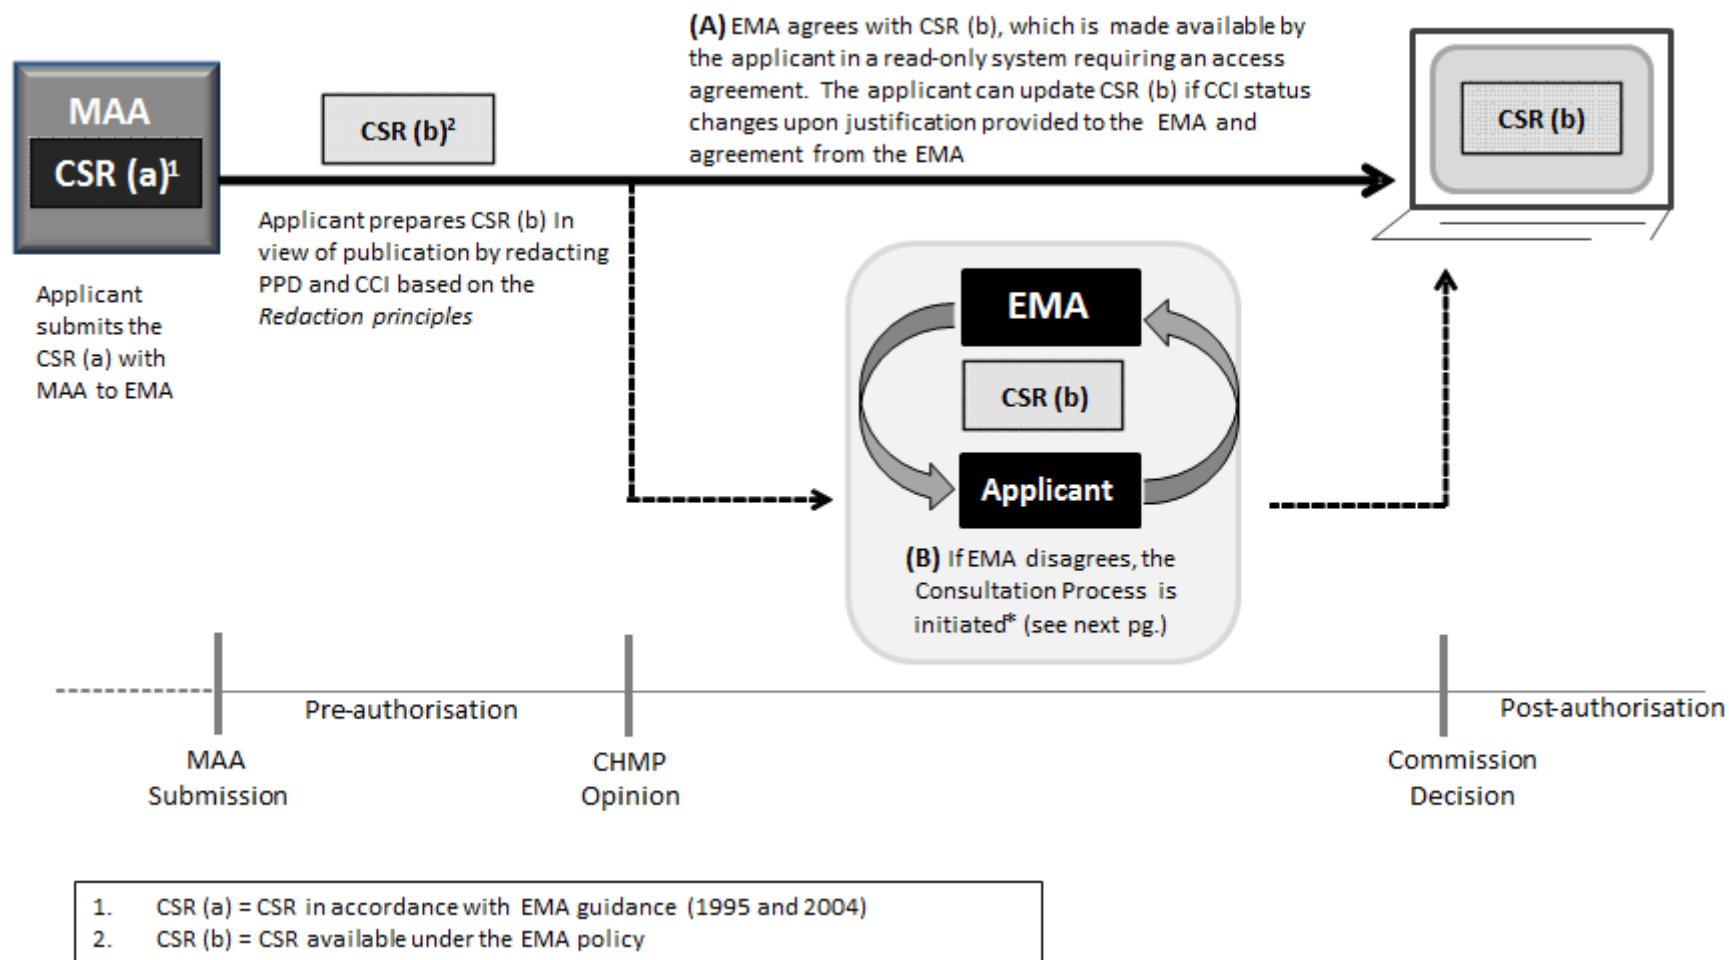 (A) EMA agrees with CSR (b), which is made available by
the applicant in a read-only system requiring an access
agreement. The applicant can update CSR (b) if CCI status
changes upon justification provided to the EMA and
agreement from the EMA
MAA
CSR (a)1
CSR (b)²
CSR (b)
Applicant
submits the
CSR (a) with
MAA to EMA
Applicant prepares CSR (b) In
view of publication by redacting
PPD and CCI based on the
Redaction principles
EMA
CSR (b)
Applicant
(B) If EMA disagrees, the
Consultation Process is
initiated* (see next pg.)
Pre-authorisation
Post-authorisation
MAA
Submission
CHMP
Opinion
Commission
Decision
1. CSR (a) = CSR in accordance with EMA guidance (1995 and 2004)
2. CSR (b) = CSR available under the EMA policy